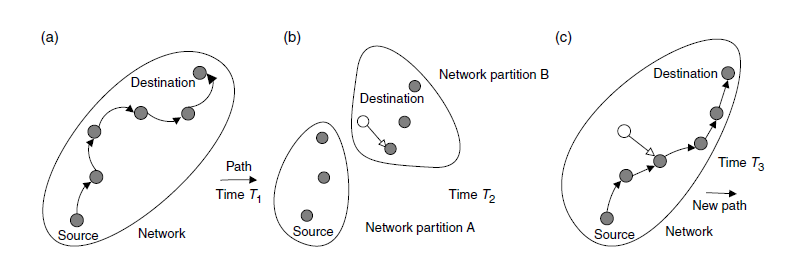 (a)
Destination
Path
Time T1
Source
Network
(b)
Network partition B
Destination
Time T2
Source
Network partition A
(c)
Destination
Time T3
New path
Source
Network